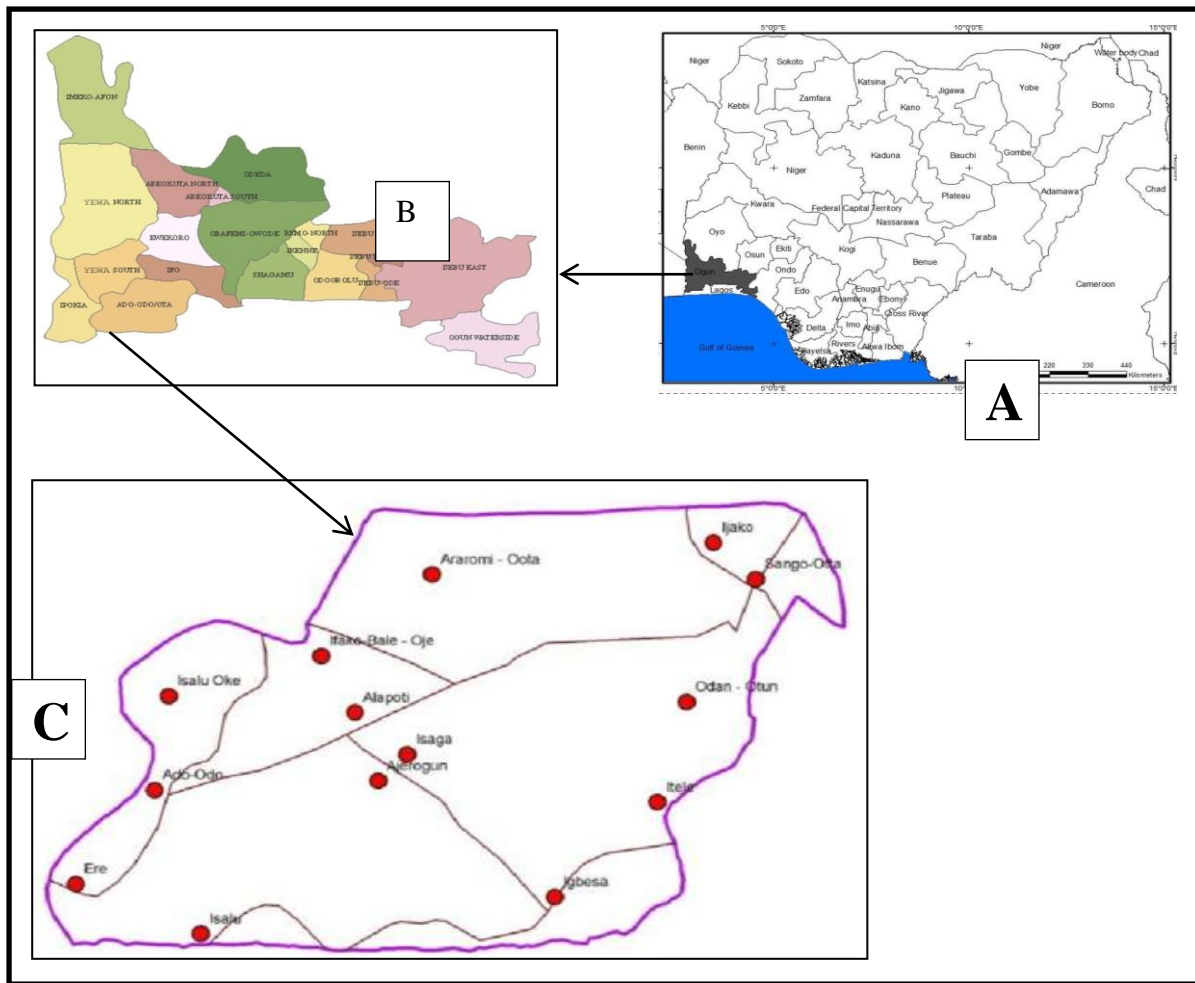 IMEKO-AFON
ODEDA
ABEOKUTA NORTH
ABEOKUTA SOUTH
YEWA NORTH
B
EWEKORO
OBAFEMI-OWODE
REMO-NORTH
IKENNE
YEWA SOUTH
IFO
SHAGAMU
IJEBU EAST
IPOKIA
ADO-ODO/OTA
OGUN WATERSIDE
5°0'0"E
10°0'0"E
15°0'0"E
Niger
Niger
Water body
Chad
Sokoto
Katsina
Jigawa
Yobe
Borno
Kebbi
Zamfara
Kano
Benin
Kaduna
Bauchi
Gombe
Niger
Adamawa
Chad
Plateau
Kwara
Federal Capital Territory
Nassarawa
Oyo
Taraba
Ekiti
Kogi
Osun
Benue
Ogun
Ondo
Cameroon
Lagos
Edo
Enugu
Anambra
Ebony
Cross River
Delta
Imo
Abia
Gulf of Guinea
Rivers
Akwa Ibom
220 330 440
Kilometers
5°0'0"E
10°0'0"E
15°0'0"E
A
Ijako
Araromi - Oota
Sango-Otta
Ifako-Bale - Oje
Isalu Oke
Odan - Otun
Alapoti
C
Isaga
Ado-Odo
Ajerogun
Itele
Ere
Igbesa
Isalu